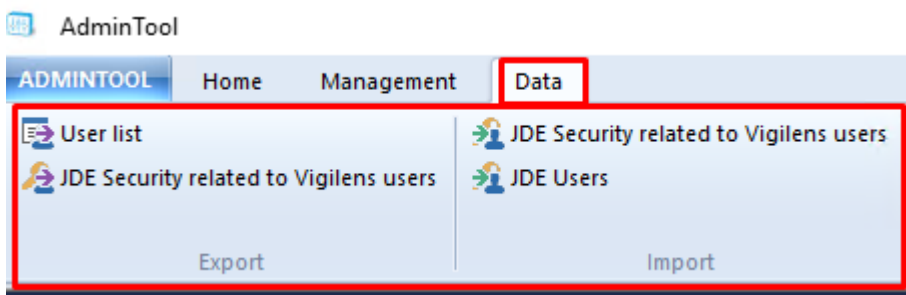 AdminTool
ADMINTOOL Home Management Data
User list
JDE Security related to Vigilens users
Export
JDE Security related to Vigilens users
JDE Users
Import